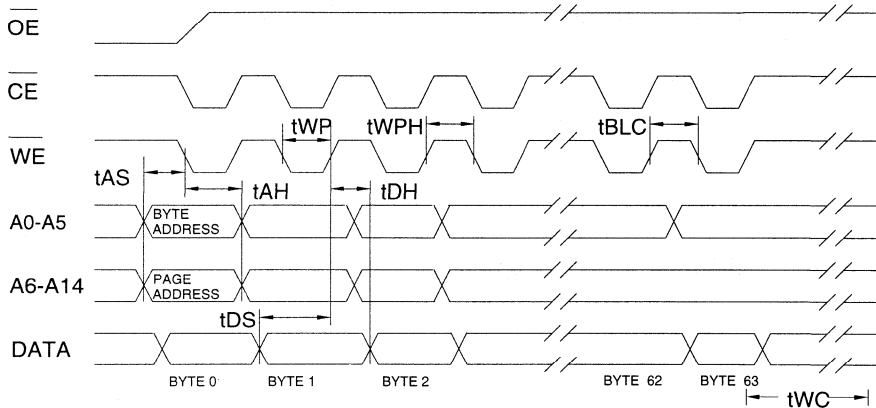 OE
CE
tWP tWPH tBLC
WE
tAS
tAH tDH
A0-A5 BYTE ADDRESS
A6-A14 PAGE ADDRESS
tDS
DATA
BYTE 0 BYTE 1 BYTE 2 BYTE 62 BYTE 63
tWC